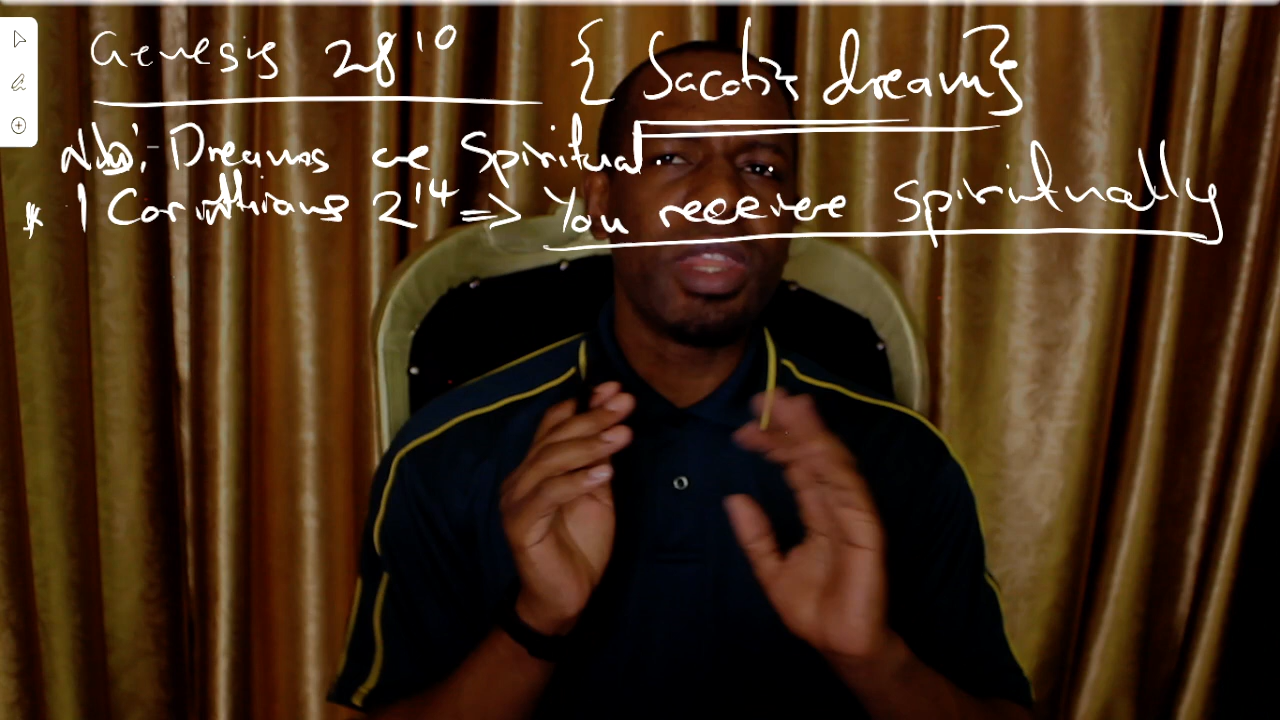 Genesis 28¹⁰ { Jacob's dream}
Nb:- Dreams are Spiritual
* 1 Corinthians 2¹⁴ => You receive spiritually